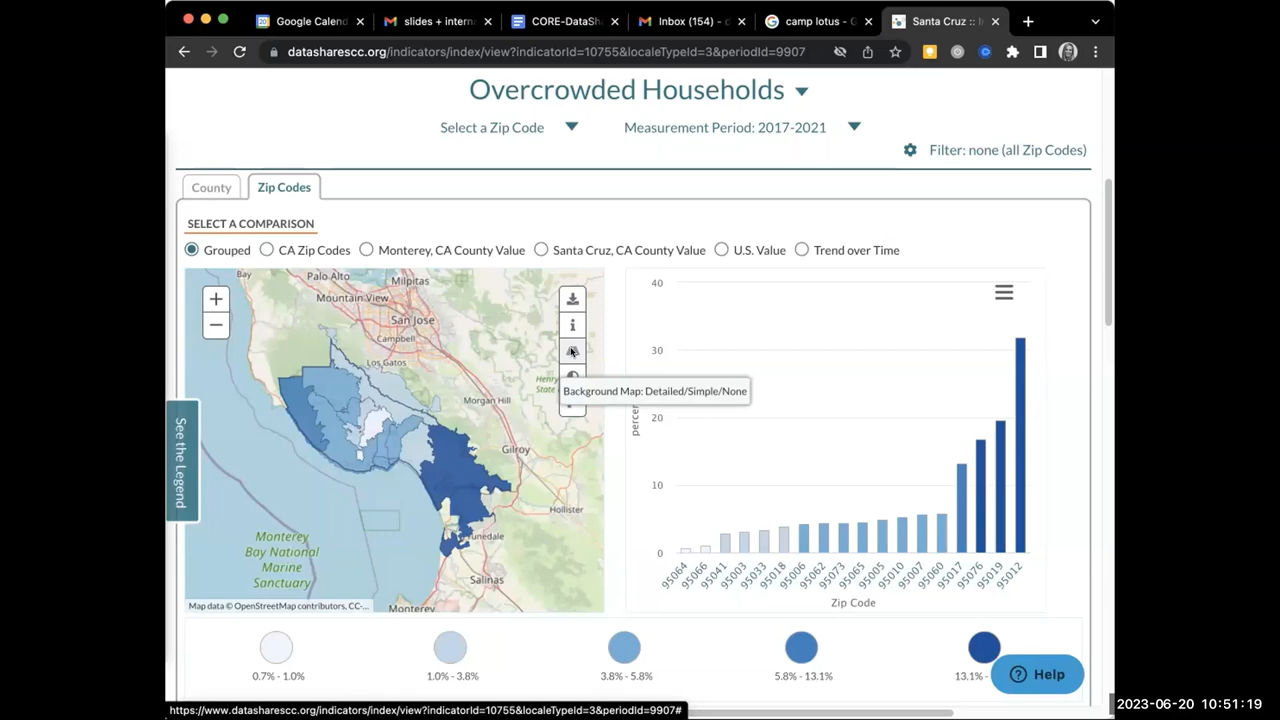 Google Calend
slides + intern
CORE-DataSha
Inbox (154) - d
camp lotus - G
Santa Cruz :: In
datasharescc.org/indicators/index/view?indicatorId=10755&localeTypeId=3&periodId=9907
Overcrowded Households
Select a Zip Code
Measurement Period: 2017-2021
Filter: none (all Zip Codes)
County
Zip Codes
SELECT A COMPARISON
Grouped
CA Zip Codes
Monterey, CA County Value
Santa Cruz, CA County Value
U.S. Value
Trend over Time
+
−
Bay
Palo Alto
Milpitas
Mountain View
San Jose
Campbell
Los Gatos
Henry
State
Morgan Hill
Gilroy
Hollister
Salinas
Monterey
Monterey
Bay National
Marine
Sanctuary
Map data © OpenStreetMap contributors, CC-...
i
Background Map: Detailed/Simple/None
See the Legend
40
30
20
10
0
95064
95066
95041
95003
95033
95018
95006
95062
95073
95065
95005
95010
95007
95060
95017
95076
95019
95012
Zip Code
0.7% - 1.0%
1.0% - 3.8%
3.8% - 5.8%
5.8% - 13.1%
13.1% -
Help
https://www.datasharescc.org/indicators/index/view?indicatorId=10755&localeTypeId=3&periodId=9907#
2023-06-20 10:51:19